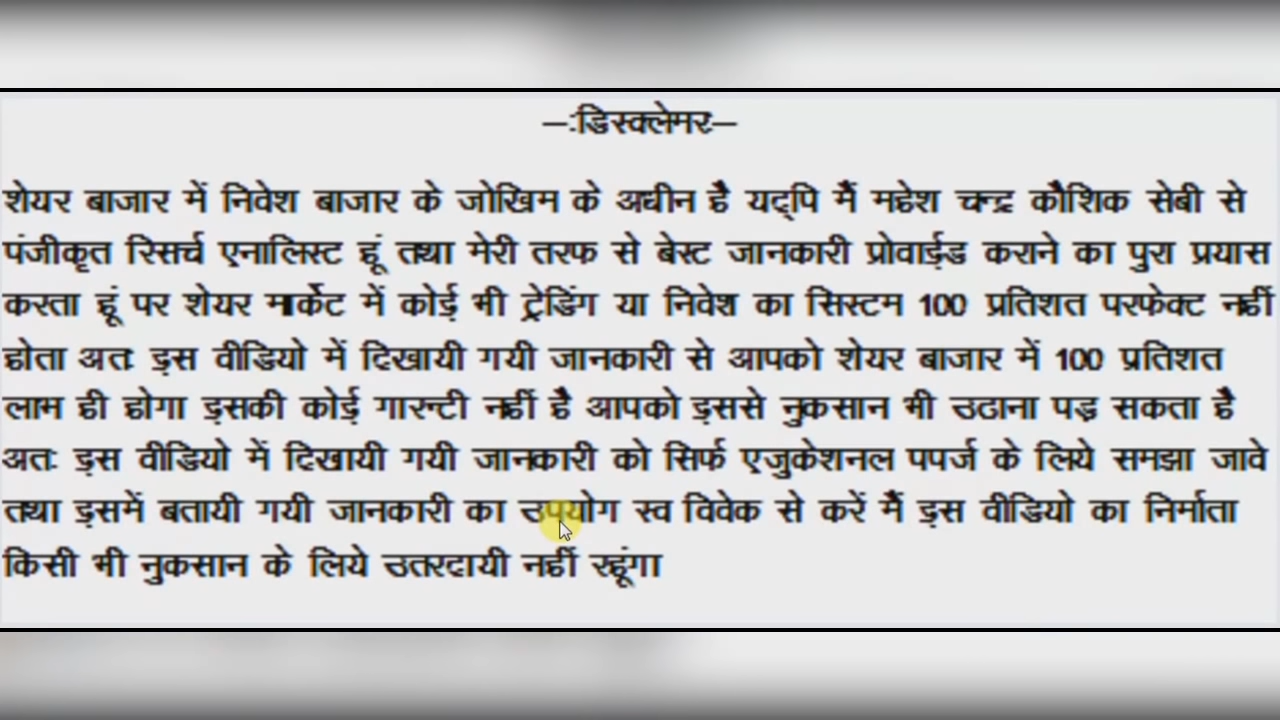 –:डिस्क्लेमर:–
शेयर बाजार में निवेश बाजार के जोखिम के अधीन है यद्पि मैं महेश चन्द्र कौशिक सेबी से
पंजीकृत रिसर्च एनालिस्ट हूं तथा मेरी तरफ से बेस्ट जानकारी प्रोवाईड कराने का पुरा प्रयास
करता हूं पर शेयर मार्केट में कोई भी ट्रेडिंग या निवेश का सिस्टम 100 प्रतिशत परफेक्ट नहीं
होता अतः इस वीडियो में दिखायी गयी जानकारी से आपको शेयर बाजार में 100 प्रतिशत
लाभ ही होगा इसकी कोई गारन्टी नहीं है आपको इससे नुकसान भी उठाना पड़ सकता है
अतः इस वीडियो में दिखायी गयी जानकारी को सिर्फ एजुकेशनल पपर्ज के लिये समझा जावे
तथा इसमें बतायी गयी जानकारी का उपयोग स्व विवेक से करें मैं इस वीडियो का निर्माता
किसी भी नुकसान के लिये उतरदायी नहीं रहूंगा